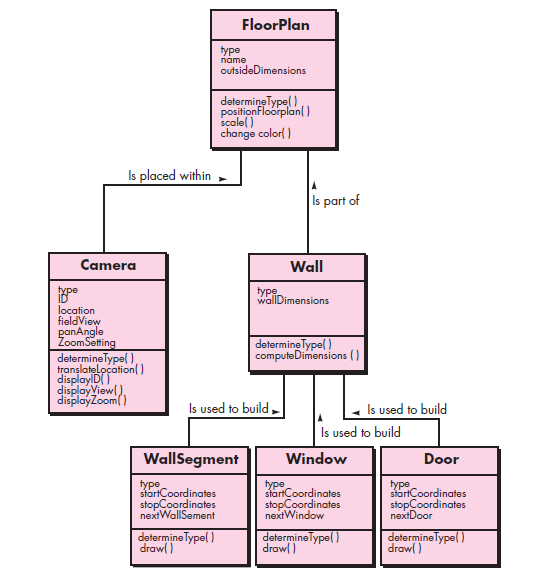 FloorPlan
type
name
outsideDimensions
determineType( )
positionFloorplan( )
scale( )
change color( )
Is placed within
Is part of
Camera
type
ID
location
fieldView
panAngle
ZoomSetting
determineType( )
translateLocation( )
displayID( )
displayView( )
displayZoom( )
Wall
type
wallDimensions
determineType( )
computeDimensions ( )
Is used to build
Is used to build
Is used to build
WallSegment
type
startCoordinates
stopCoordinates
nextWallSement
determineType( )
draw( )
Window
type
startCoordinates
stopCoordinates
nextWindow
determineType( )
draw( )
Door
type
startCoordinates
stopCoordinates
nextDoor
determineType( )
draw( )